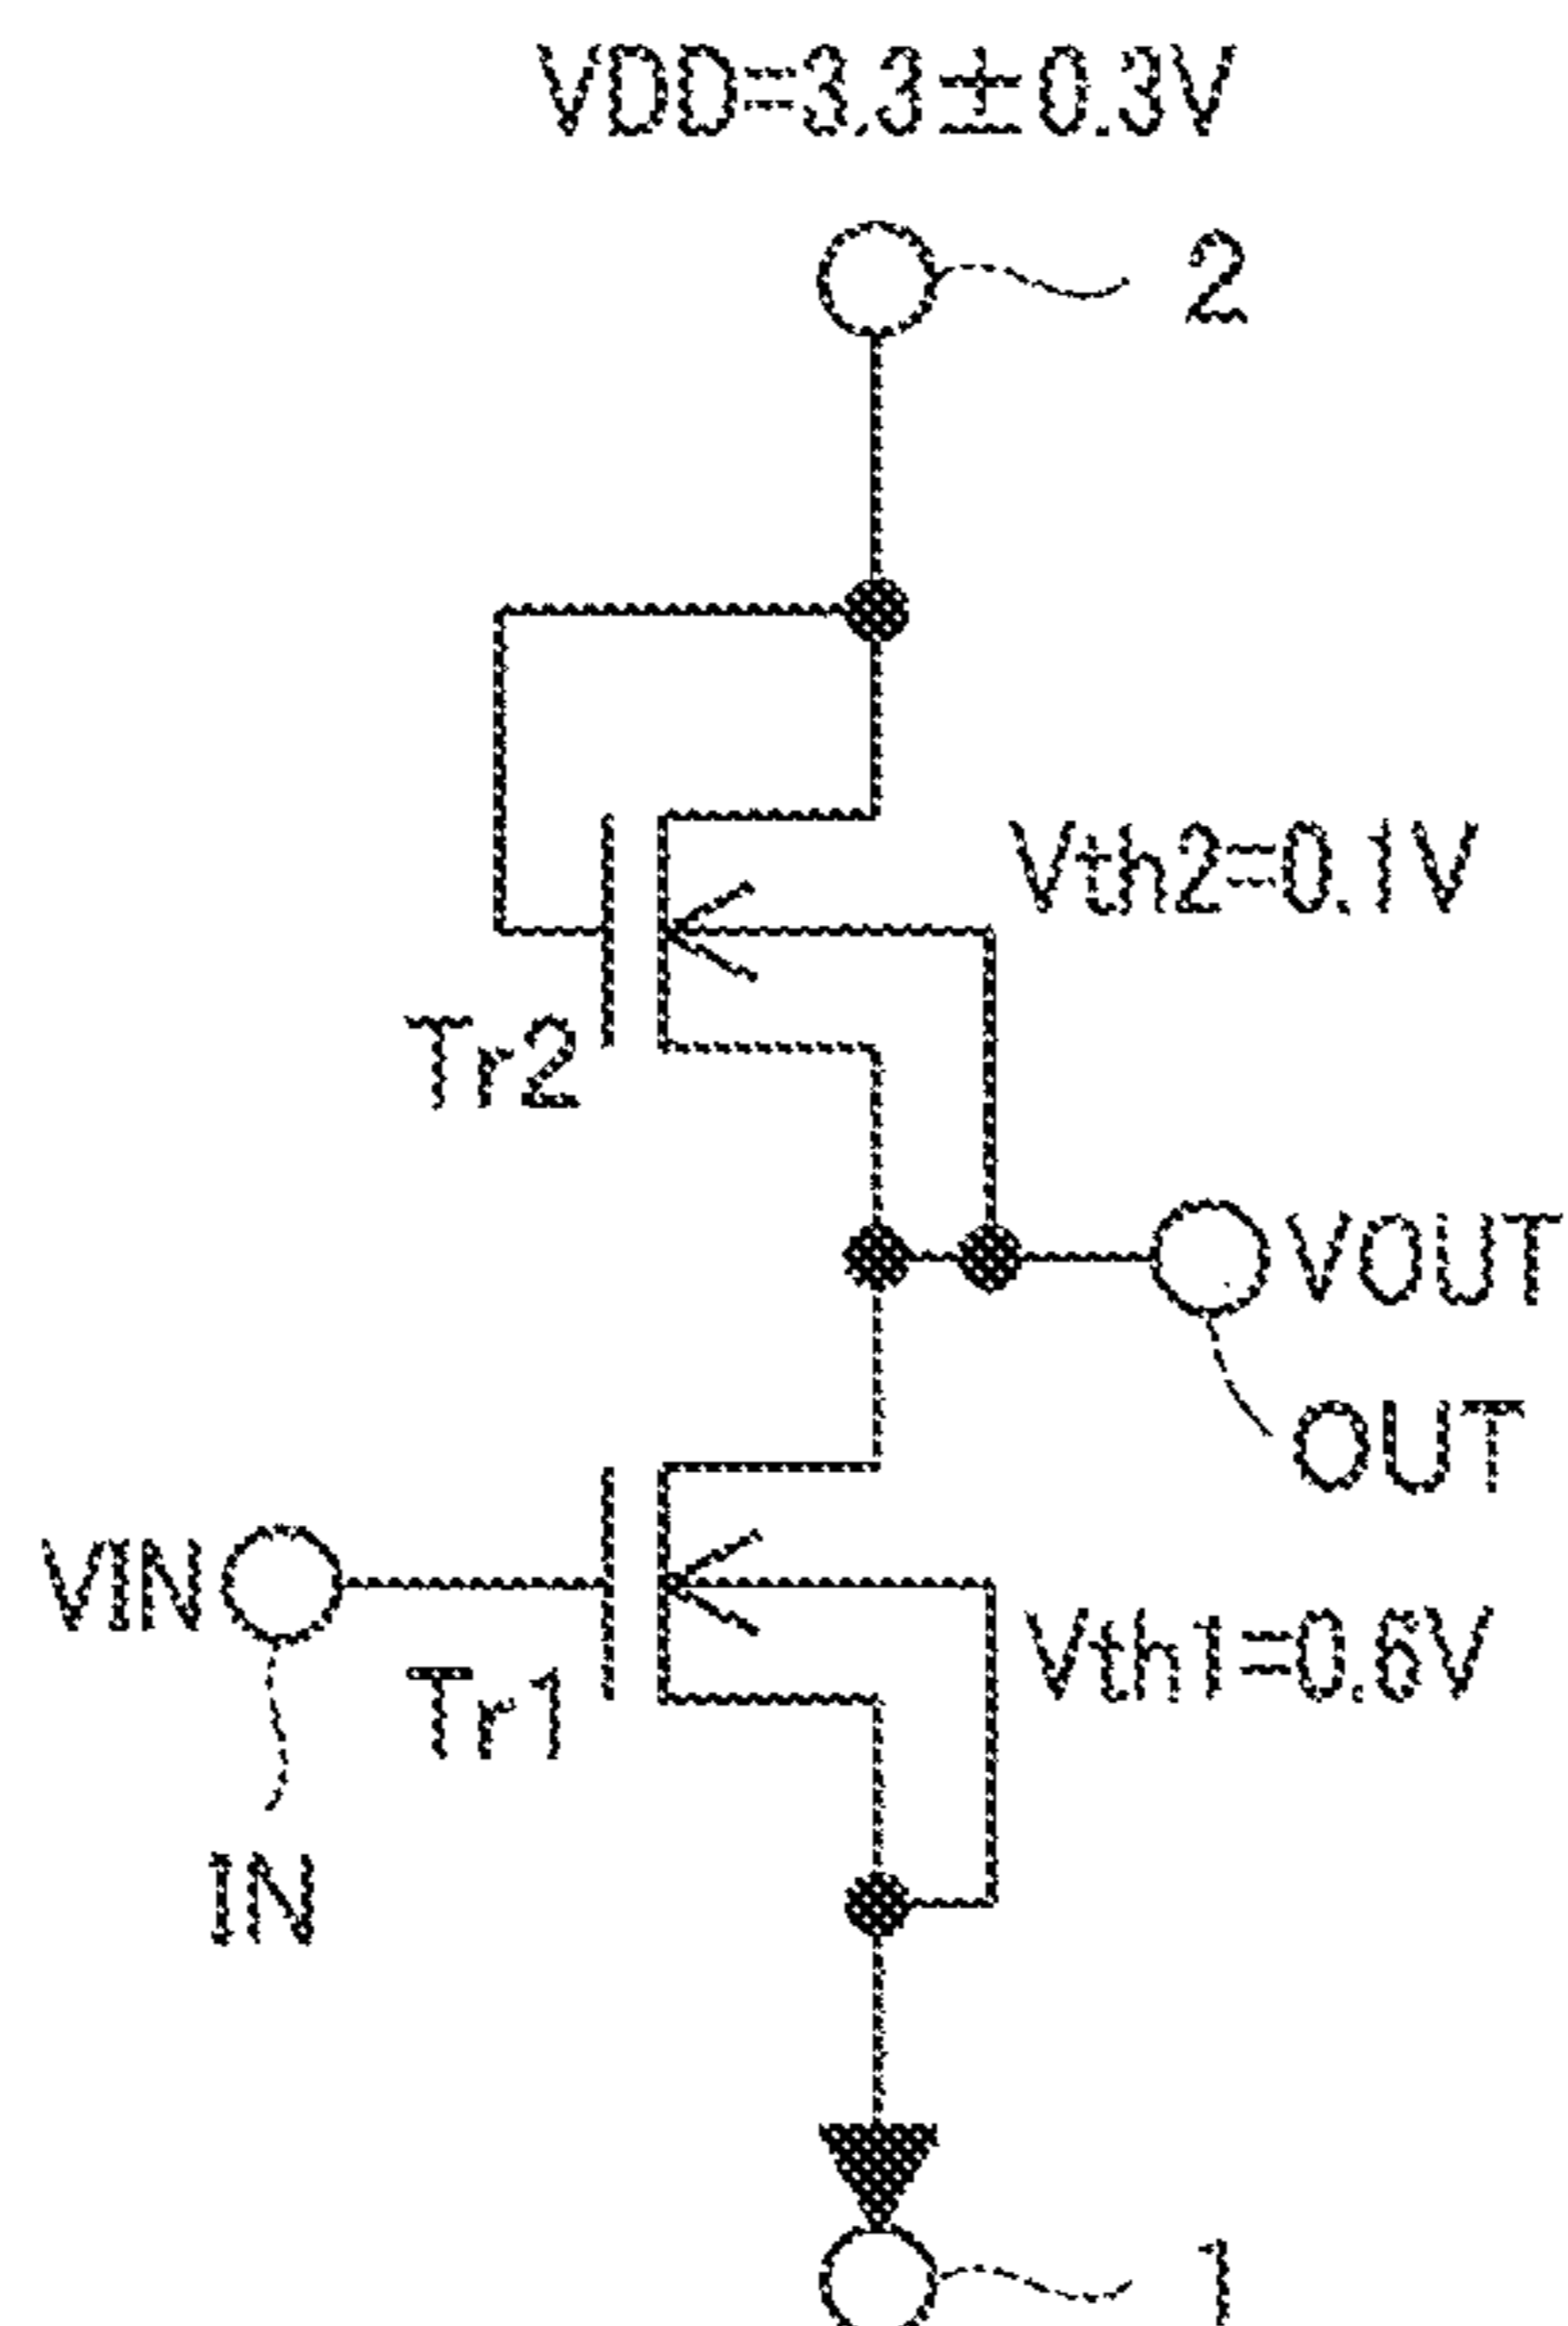 VDD=3.3±0.3V
2
Vth2=0.1V
Tr2
VOUT
OUT
VIN
Vth1=0.6V
Tr1
IN
1